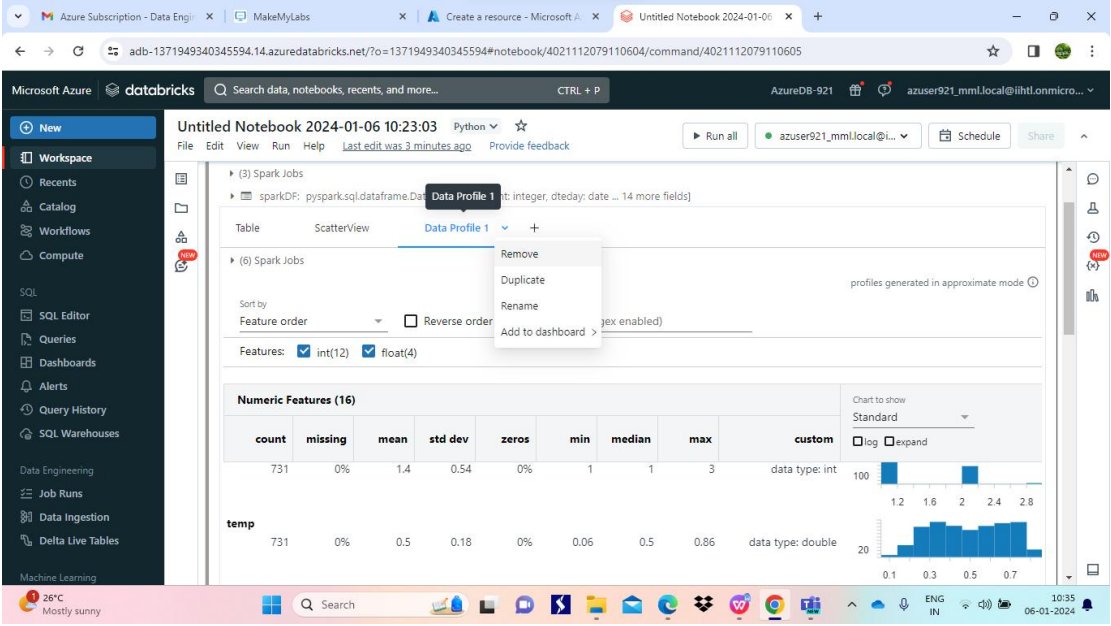 Azure Subscription - Data Engin
MakeMyLabs
Create a resource - Microsoft A
Untitled Notebook 2024-01-06
adb-1371949340345594.14.azuredatabricks.net/?o=1371949340345594#notebook/4021112079110604/command/4021112079110605
Microsoft Azure databricks Search data, notebooks, recents, and more... CTRL + P AzureDB-921 azuser921_mml.local@iihtl.onmicro...
New
Workspace
Recents
Catalog
Workflows
Compute
SQL
SQL Editor
Queries
Dashboards
Alerts
Query History
SQL Warehouses
Data Engineering
Job Runs
Data Ingestion
Delta Live Tables
Machine Learning
Untitled Notebook 2024-01-06 10:23:03 Python
File Edit View Run Help Last edit was 3 minutes ago Provide feedback
Run all azuser921_mml.local@i... Schedule Share
NEW
NEW
(3) Spark Jobs
sparkDF: pyspark.sql.dataframe.Dat
Data Profile 1
nt: integer, dteday: date ... 14 more fields]
Table ScatterView Data Profile 1 +
Remove
Duplicate
Rename
Add to dashboard >
(6) Spark Jobs
profiles generated in approximate mode
Sort by
Feature order Reverse order gex enabled)
Features: int(12) float(4)
Numeric Features (16)
Chart to show
Standard
log expand
count missing mean std dev zeros min median max custom
731 0% 1.4 0.54 0% 1 1 3 data type: int
100
1.2 1.6 2 2.4 2.8
temp
731 0% 0.5 0.18 0% 0.06 0.5 0.86 data type: double
20
0.1 0.3 0.5 0.7
1
26°C
Mostly sunny
Search
ENG
IN
10:35
06-01-2024